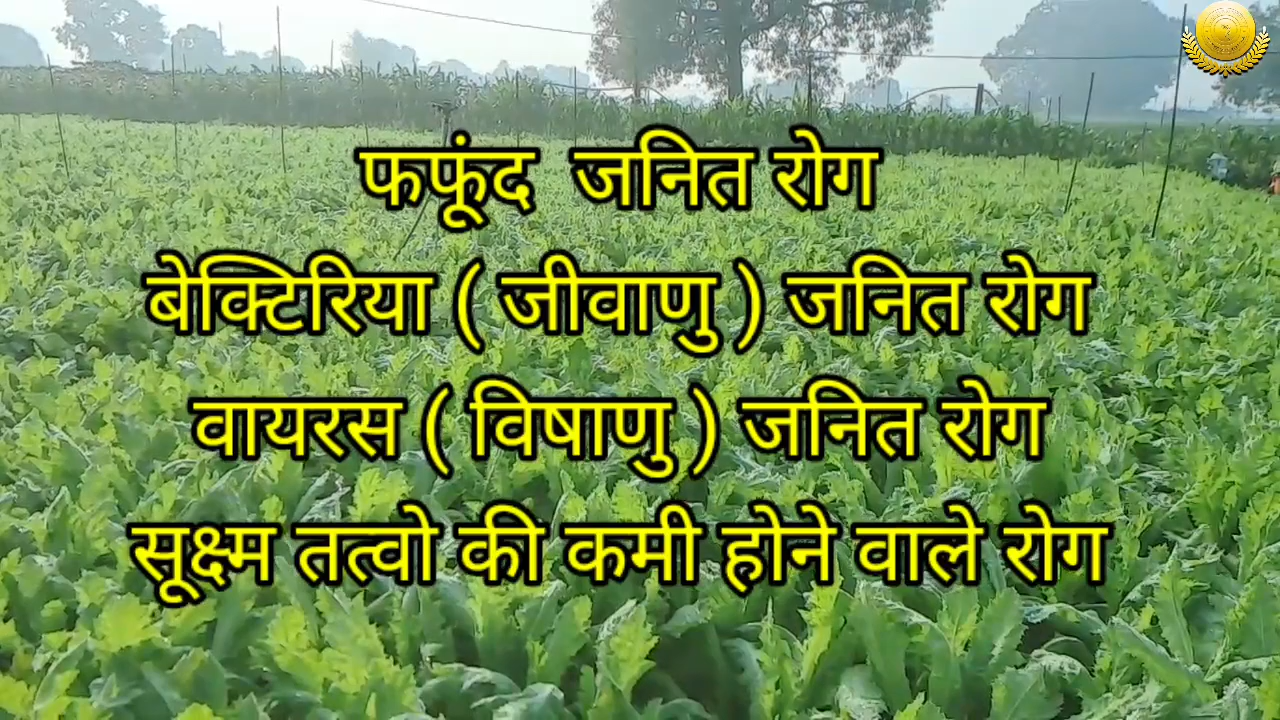 फफूंद जनित रोग
बेक्टिरिया ( जीवाणु ) जनित रोग
वायरस ( विषाणु ) जनित रोग
सूक्ष्म तत्वो की कमी होने वाले रोग